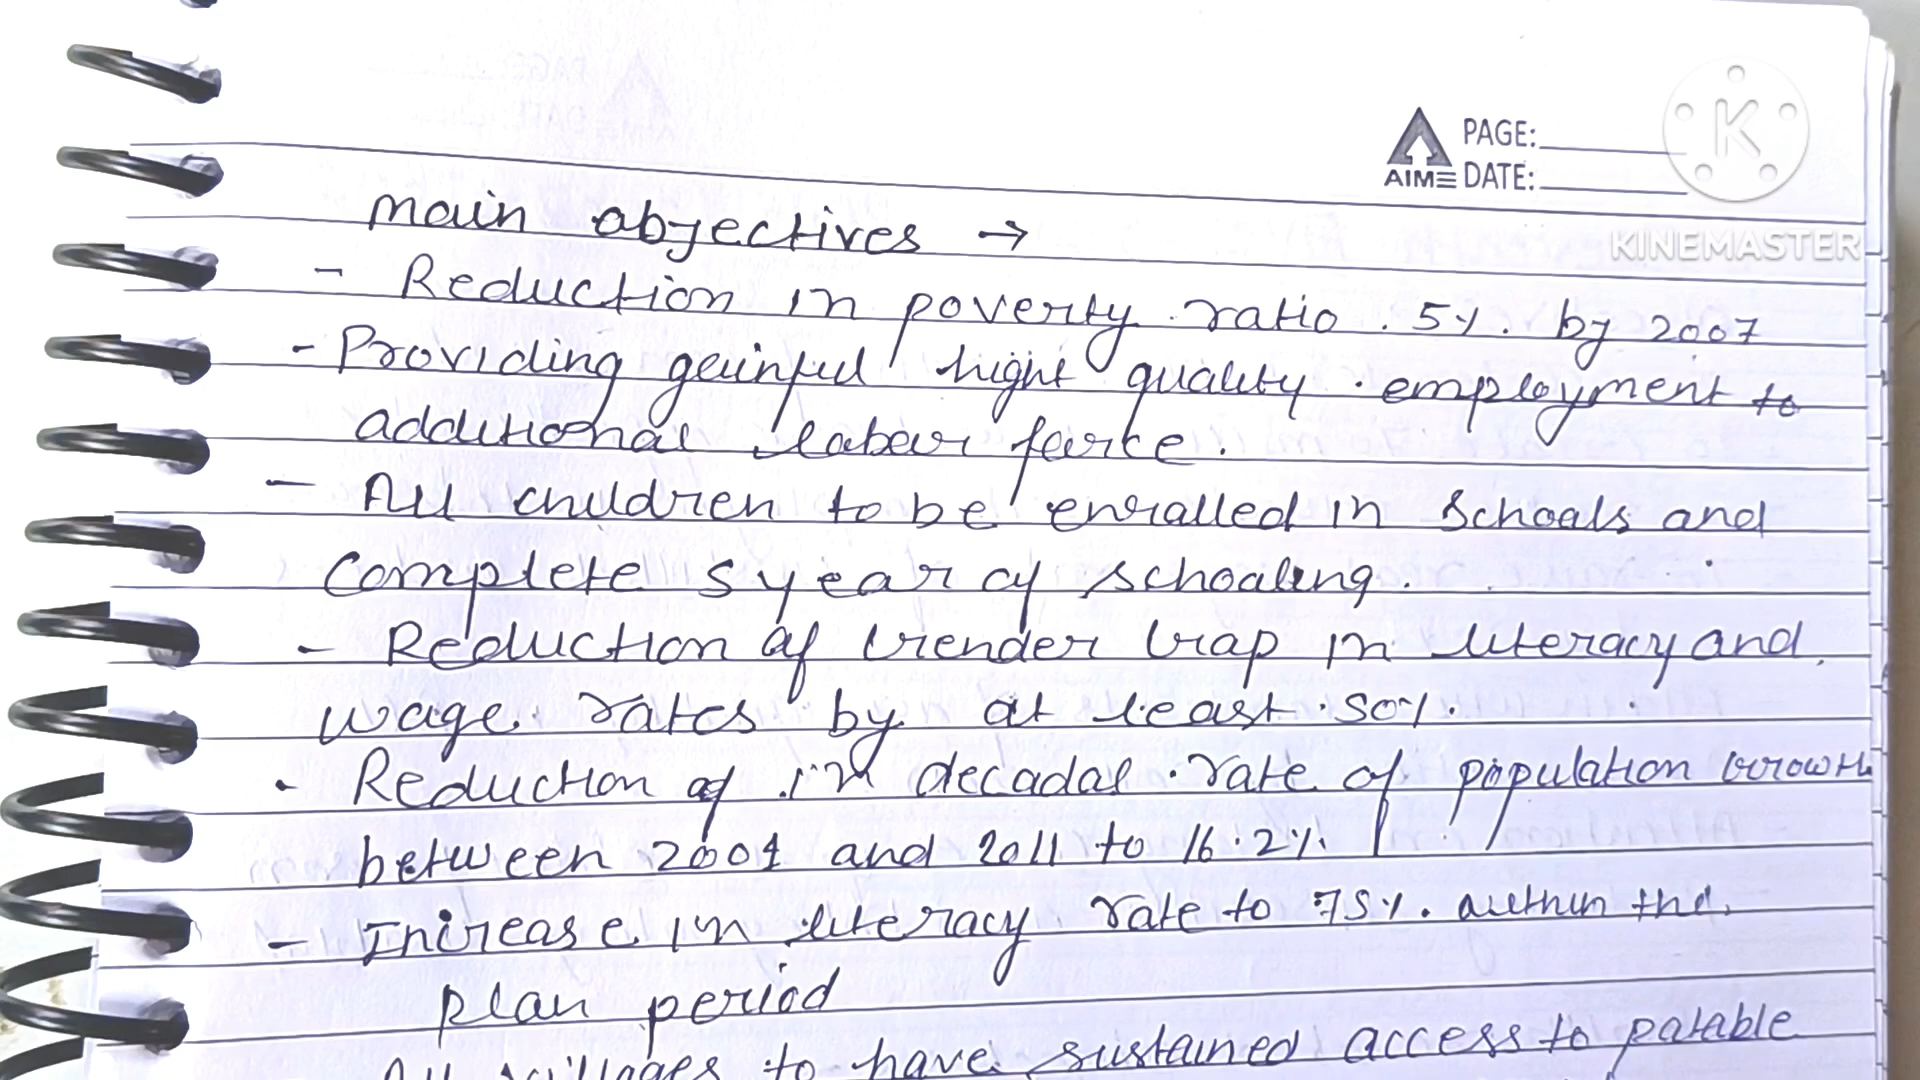 AIM PAGE:
DATE:
K
KINEMASTER
main objectives →
- Reduction in poverty ratio. 5%. by 2007
- Providing gainful hight quality employment to
additional labour force.
- All children to be enrolled in schools and
Complete 5 year of schooling.
- Reduction of Gender Gap in literacy and
wage rates by at least 50%.
- Reduction of in decadal rate of population Growth
between 2001 and 2011 to 16.2%
- Increase in literacy rate to 75%. within the
plan period
All villages to have sustained access to potable